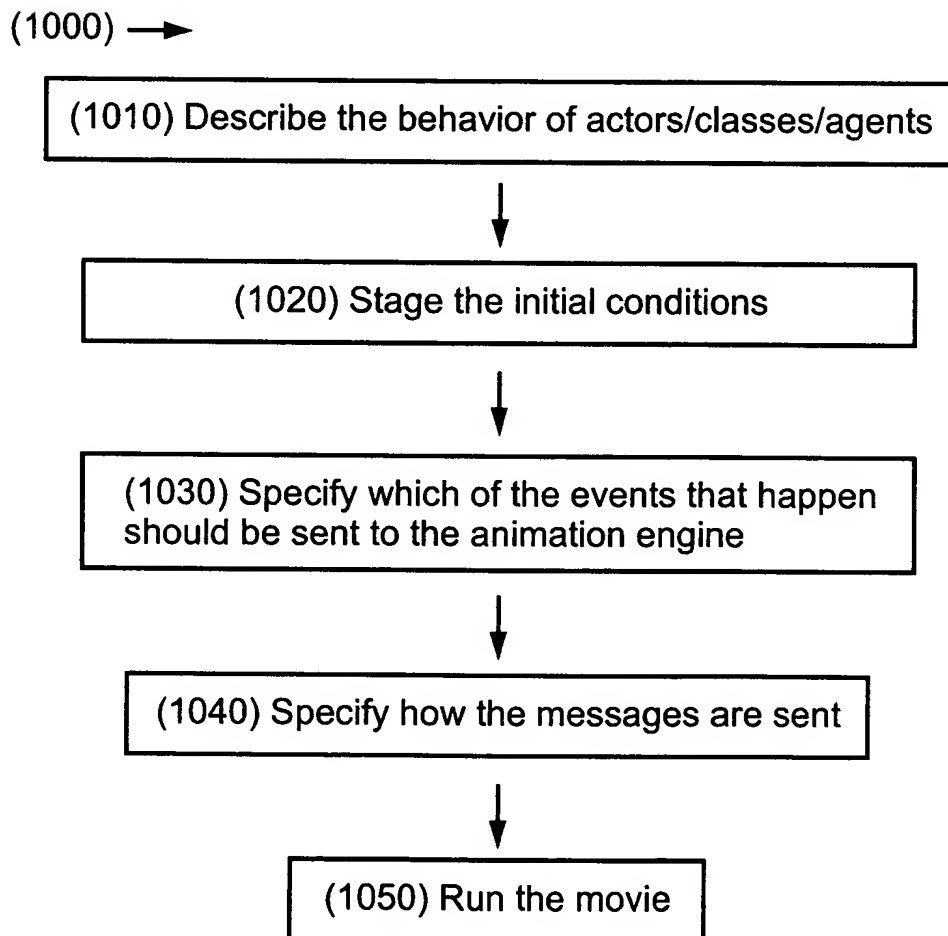 (1000)
(1010) Describe the behavior of actors/classes/agents
(1020) Stage the initial conditions
(1030) Specify which of the events that happen
should be sent to the animation engine
(1040) Specify how the messages are sent
(1050) Run the movie